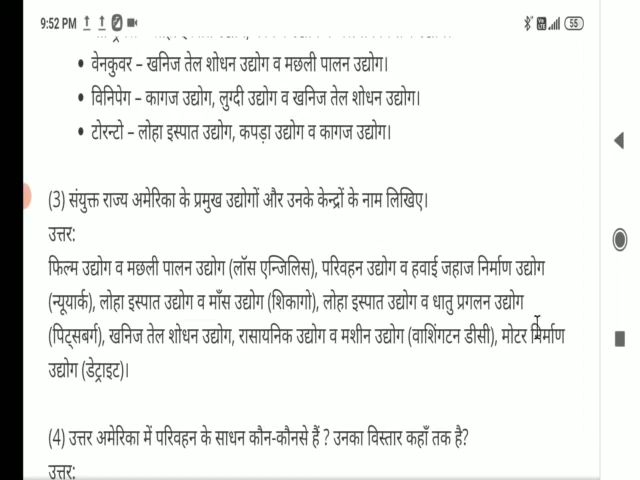 9:52 PM
55
• वेनकुवर – खनिज तेल शोधन उद्योग व मछली पालन उद्योग।
• विनिपेग – कागज उद्योग, लुग्दी उद्योग व खनिज तेल शोधन उद्योग।
• टोरन्टो – लोहा इस्पात उद्योग, कपड़ा उद्योग व कागज उद्योग।
(3) संयुक्त राज्य अमेरिका के प्रमुख उद्योगों और उनके केन्द्रों के नाम लिखिए।
उत्तर:
फिल्म उद्योग व मछली पालन उद्योग (लॉस एन्जिलिस), परिवहन उद्योग व हवाई जहाज निर्माण उद्योग
(न्यूयार्क), लोहा इस्पात उद्योग व माँस उद्योग (शिकागो), लोहा इस्पात उद्योग व धातु प्रगलन उद्योग
(पिट्सबर्ग), खनिज तेल शोधन उद्योग, रासायनिक उद्योग व मशीन उद्योग (वाशिंगटन डीसी), मोटर निर्माण
उद्योग (डेट्राइट)।
(4) उत्तर अमेरिका में परिवहन के साधन कौन-कौनसे हैं ? उनका विस्तार कहाँ तक है?
उत्तर: